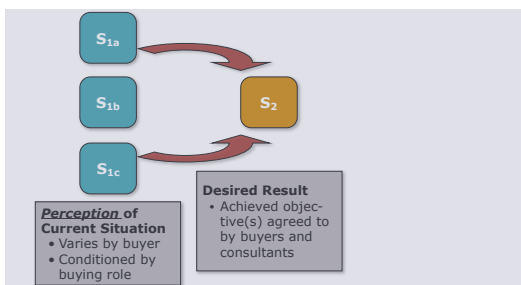 S1a
S1b
S2
S1c
Perception of
Current Situation
• Varies by buyer
• Conditioned by
buying role
Desired Result
• Achieved objec-
tive(s) agreed to
by buyers and
consultants